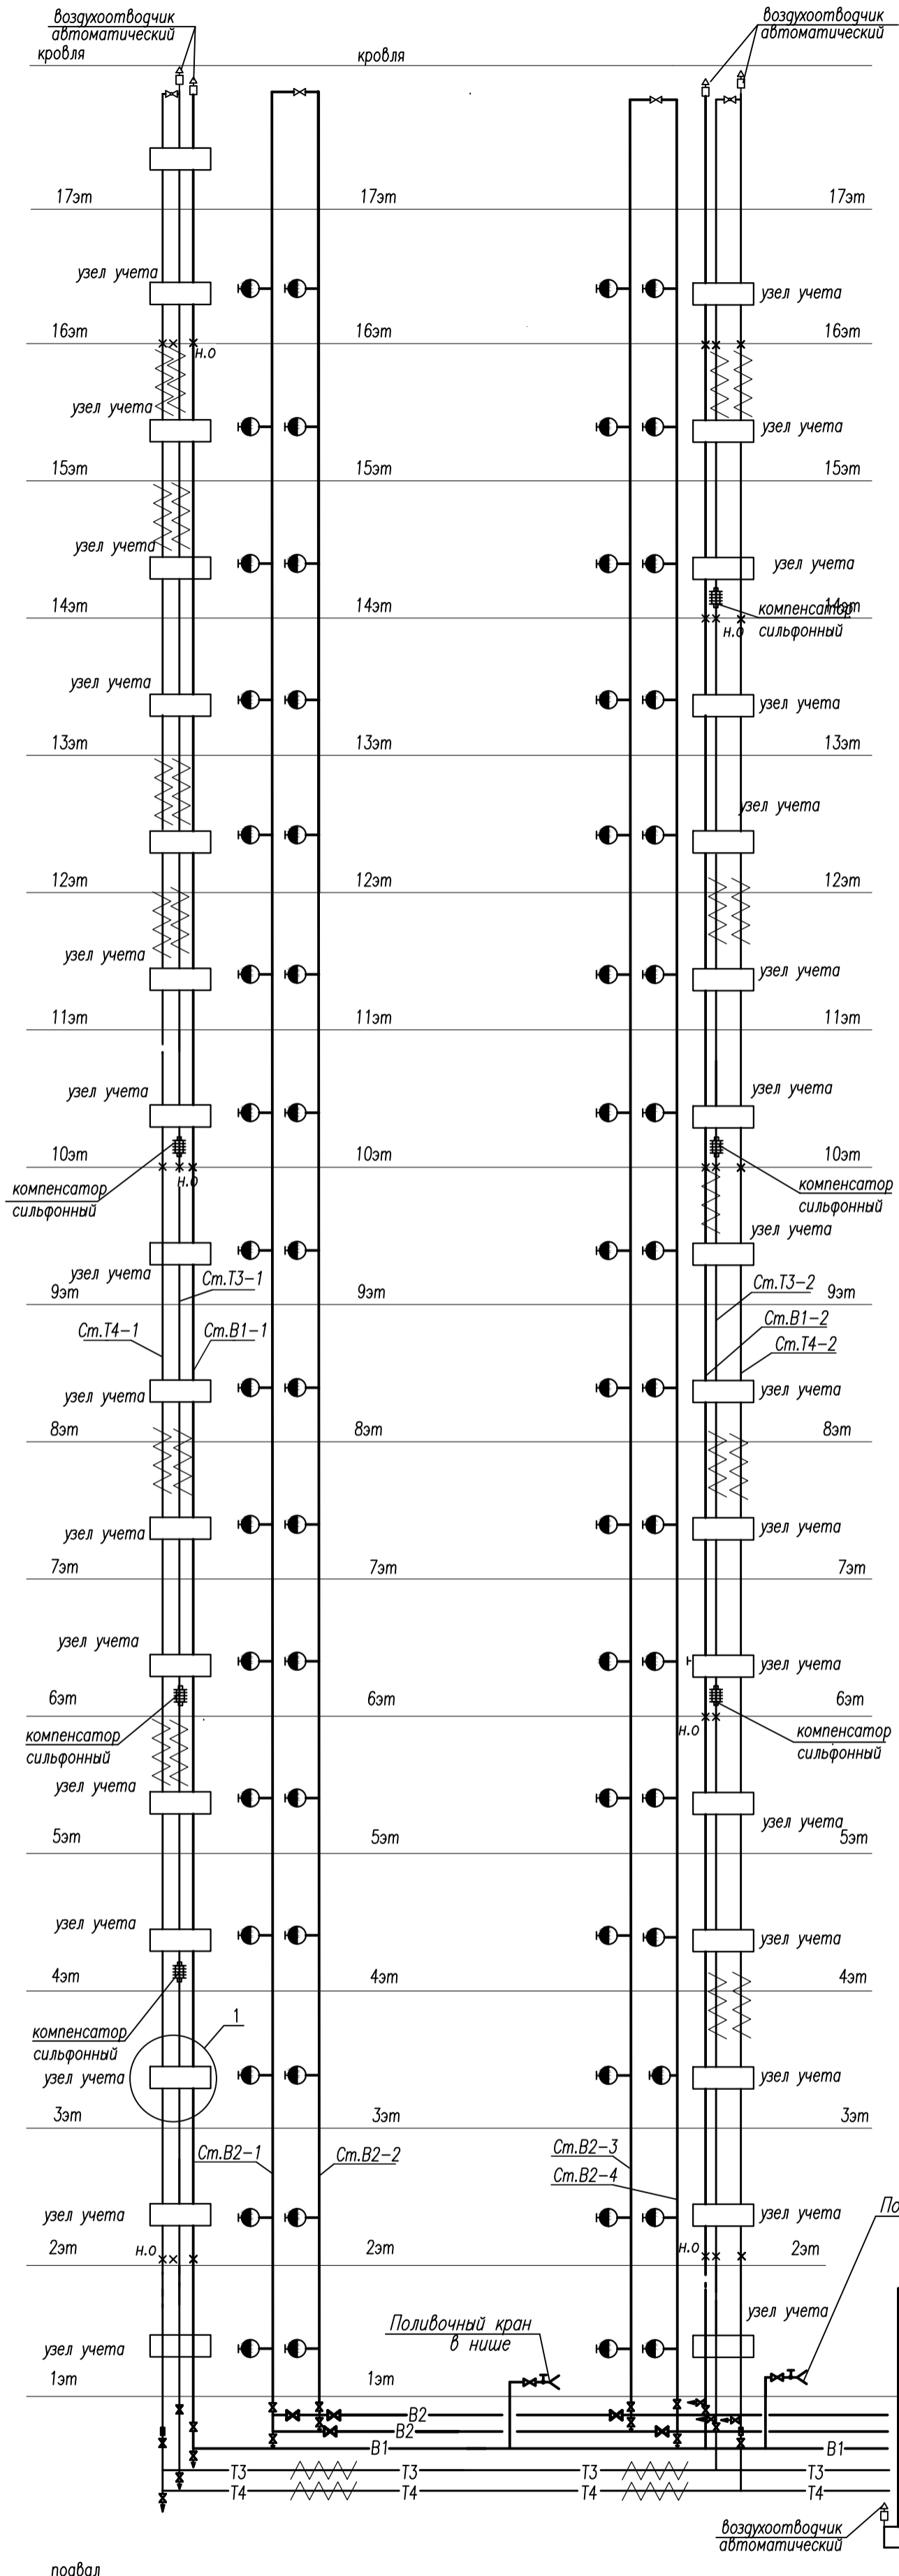 воздухоотводчик
автоматический
воздухоотводчик
автоматический
кровля кровля
17эт 17эт 17эт
узел учета узел учета
16эт 16эт 16эт
н.о
узел учета узел учета
15эт 15эт 15эт
узел учета узел учета
14эт 14эт 14эт
компенсатор
сильфонный
н.о
узел учета узел учета
13эт 13эт 13эт
узел учета
12эт 12эт 12эт
узел учета узел учета
11эт 11эт 11эт
узел учета узел учета
10эт 10эт 10эт
н.о
компенсатор
сильфонный
компенсатор
сильфонный
узел учета узел учета
9эт 9эт 9эт
Ст.Т3-1 Ст.Т3-2
Ст.Т4-1 Ст.В1-1 Ст.В1-2
Ст.Т4-2
узел учета узел учета
8эт 8эт 8эт
узел учета узел учета
7эт 7эт 7эт
узел учета узел учета
6эт 6эт 6эт
н.о
компенсатор
сильфонный
компенсатор
сильфонный
узел учета узел учета
5эт 5эт 5эт
узел учета узел учета
4эт 4эт 4эт
1
компенсатор
сильфонный
узел учета узел учета
3эт 3эт 3эт
Ст.В2-1 Ст.В2-2 Ст.В2-3
Ст.В2-4
узел учета узел учета
По
2эт н.о 2эт н.о 2эт
узел учета узел учета
Поливочный кран
в нише
1эт 1эт 1эт
В2
В2
В1 В1
Т3 Т3 Т3 Т3
Т4 Т4 Т4 Т4
воздухоотводчик
автоматический
подвал